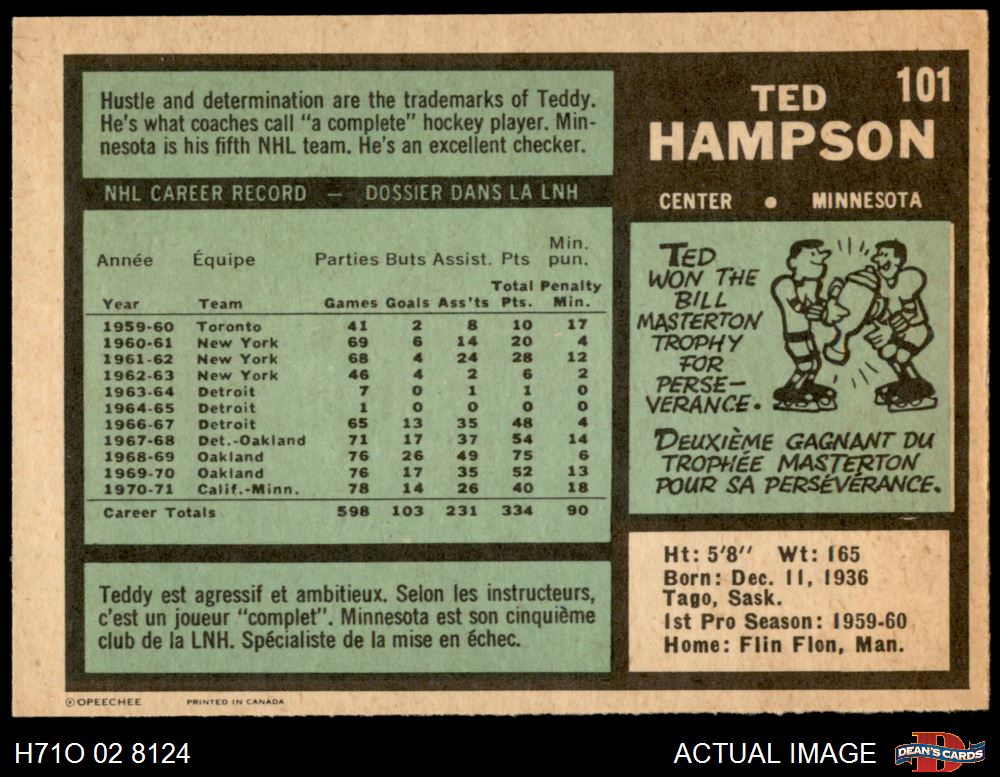 Hustle and determination are the trademarks of Teddy.
He's what coaches call "a complete" hockey player. Min-
nesota is his fifth NHL team. He's an excellent checker.
NHL CAREER RECORD — DOSSIER DANS LA LNH
Année Équipe Parties Buts Assist. Pts Min. pun.
Year Team Games Goals Ass'ts Total Pts. Penalty Min.
1959-60 Toronto 41 2 8 10 17
1960-61 New York 69 6 14 20 4
1961-62 New York 68 4 24 28 12
1962-63 New York 46 4 2 6 2
1963-64 Detroit 7 0 1 1 0
1964-65 Detroit 1 0 0 0 0
1966-67 Detroit 65 13 35 48 4
1967-68 Det.-Oakland 71 17 37 54 14
1968-69 Oakland 76 26 49 75 6
1969-70 Oakland 76 17 35 52 13
1970-71 Calif.-Minn. 78 14 26 40 18
Career Totals 598 103 231 334 90
Teddy est agressif et ambitieux. Selon les instructeurs,
c'est un joueur "complet". Minnesota est son cinquième
club de la LNH. Spécialiste de la mise en échec.
101
TED
HAMPSON
CENTER • MINNESOTA
TED
WON THE
BILL
MASTERTON
TROPHY
FOR
PERSE-
VERANCE.
DEUXIÈME GAGNANT DU
TROPHÉE MASTERTON
POUR SA PERSÉVÉRANCE.
Ht: 5'8'' Wt: 165
Born: Dec. 11, 1936
Tago, Sask.
1st Pro Season: 1959-60
Home: Flin Flon, Man.
© OPEECHEE PRINTED IN CANADA
H71O 02 8124
ACTUAL IMAGE
D
DEAN'S CARDS